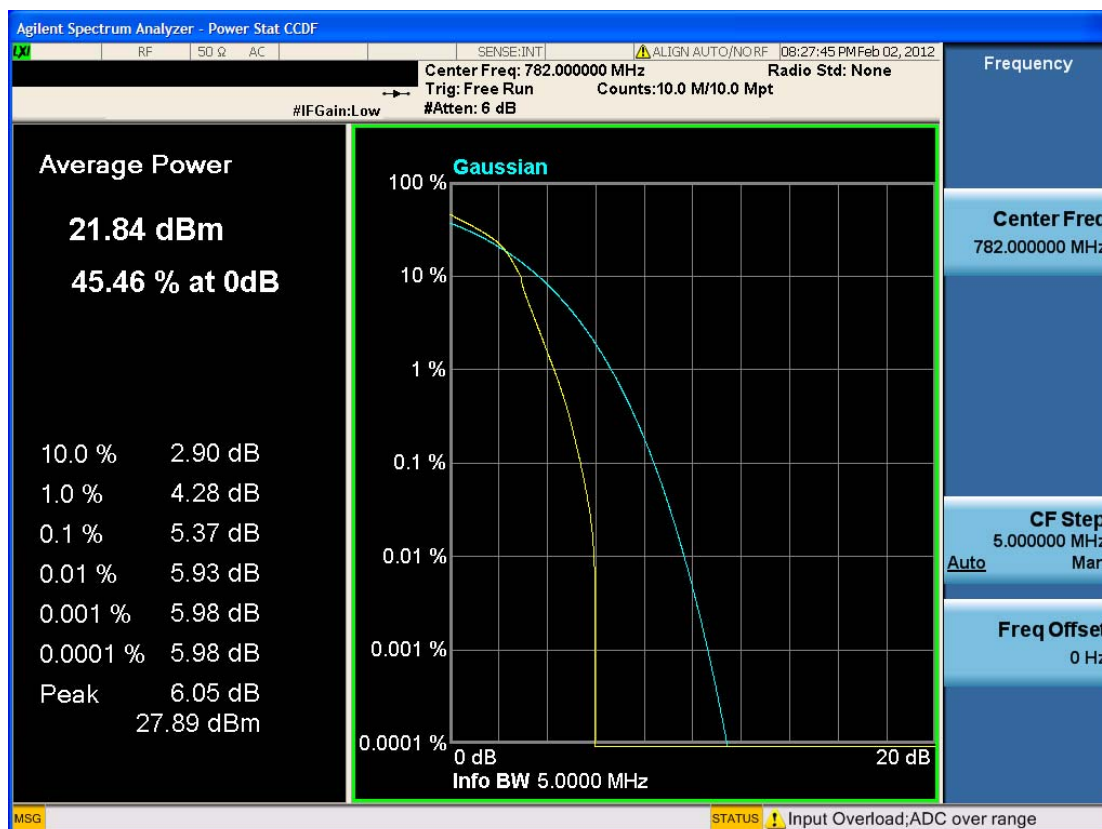 Agilent Spectrum Analyzer - Power Stat CCDF
LXI RF 50 Ω AC SENSE:INT ALIGN AUTO/NO RF 08:27:45 PM Feb 02, 2012
Center Freq: 782.000000 MHz Radio Std: None
Trig: Free Run Counts:10.0 M/10.0 Mpt
#IFGain:Low #Atten: 6 dB
Frequency
Average Power
21.84 dBm
45.46 % at 0dB
10.0 % 2.90 dB
1.0 % 4.28 dB
0.1 % 5.37 dB
0.01 % 5.93 dB
0.001 % 5.98 dB
0.0001 % 5.98 dB
Peak 6.05 dB
27.89 dBm
Gaussian
100 %
10 %
1 %
0.1 %
0.01 %
0.001 %
0.0001 %
0 dB 20 dB
Info BW 5.0000 MHz
Center Freq
782.000000 MHz
CF Step
5.000000 MHz
Auto Man
Freq Offset
0 Hz
MSG STATUS Input Overload;ADC over range